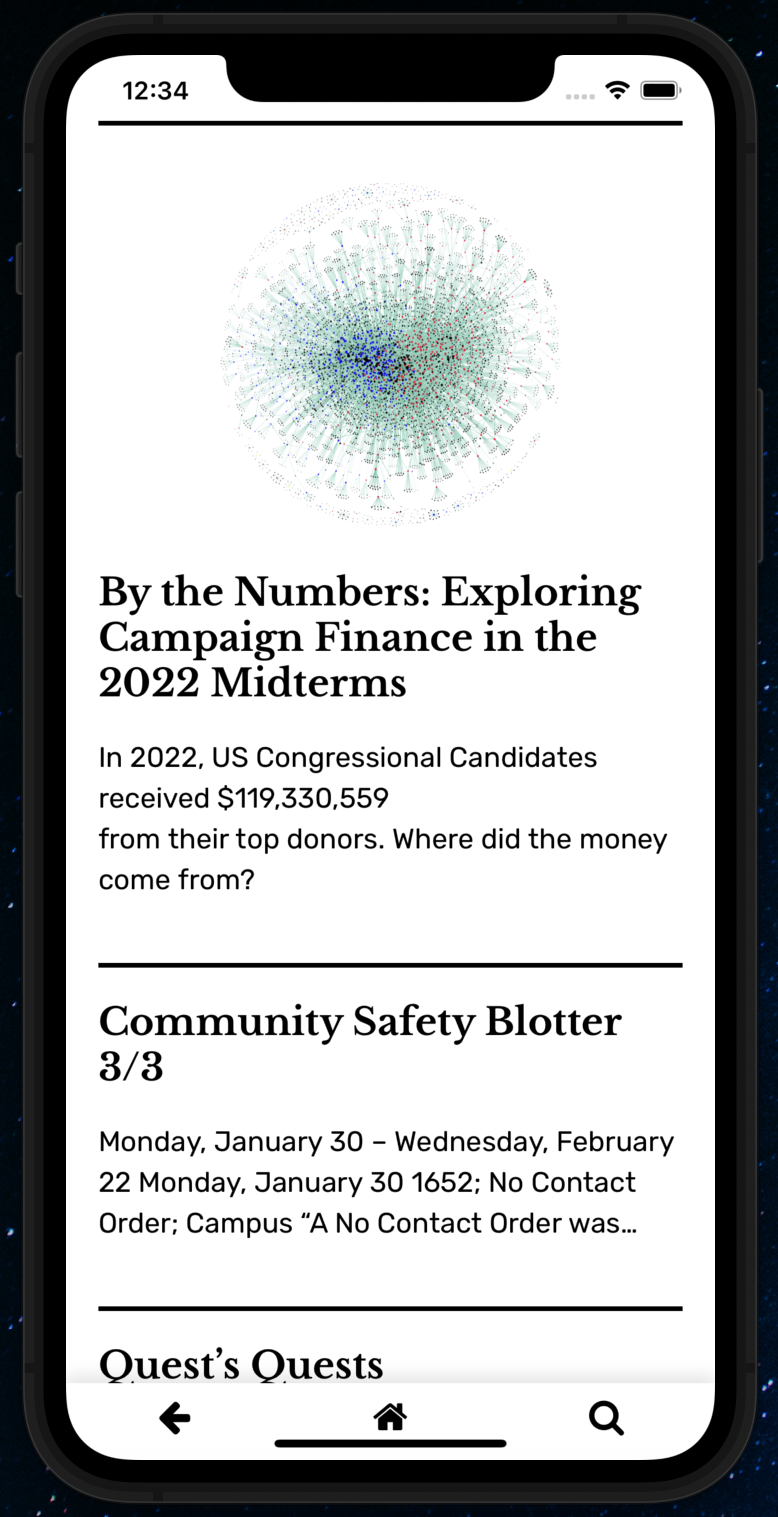 12:34
By the Numbers: Exploring
Campaign Finance in the
2022 Midterms
In 2022, US Congressional Candidates
received $119,330,559
from their top donors. Where did the money
come from?
Community Safety Blotter
3/3
Monday, January 30 – Wednesday, February
22 Monday, January 30 1652; No Contact
Order; Campus “A No Contact Order was…
Quest’s Quests